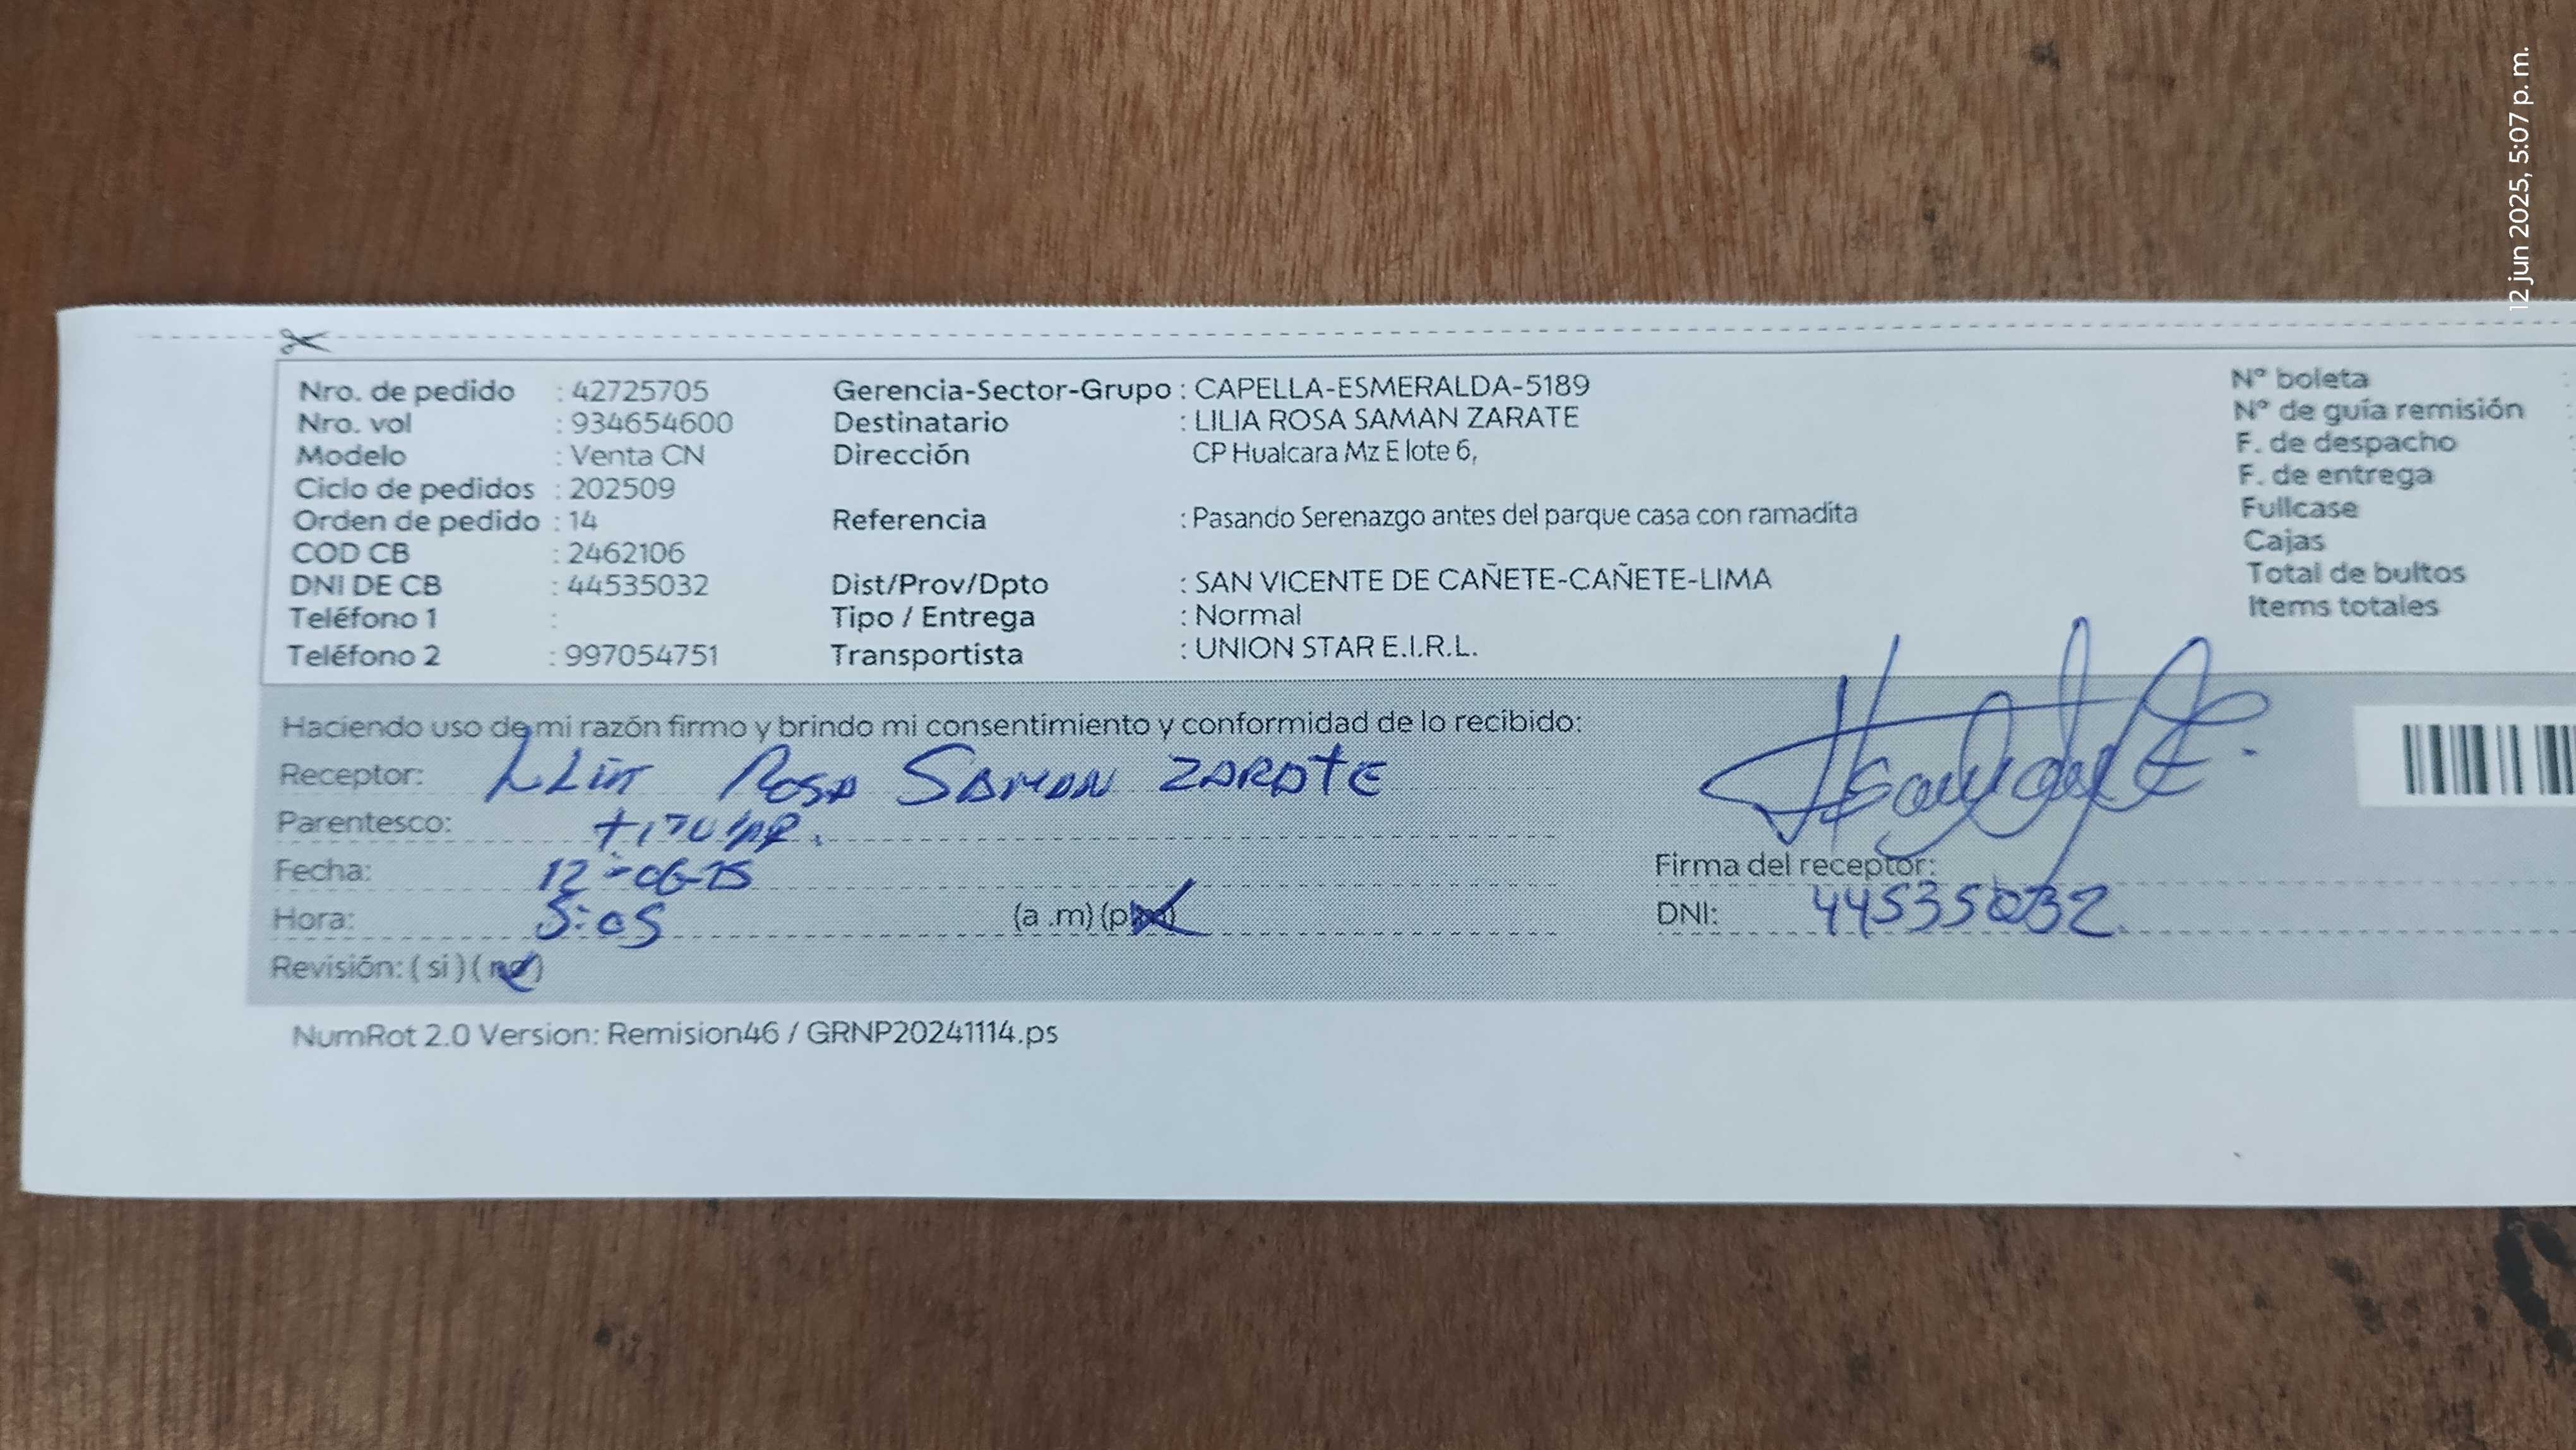 12 jun 2025, 5:07 p. m.
Nro. de pedido : 42725705
Nro. vol : 934654600
Modelo : Venta CN
Ciclo de pedidos : 202509
Orden de pedido : 14
COD CB : 2462106
DNI DE CB : 44535032
Teléfono 1 :
Teléfono 2 : 997054751
Gerencia-Sector-Grupo : CAPELLA-ESMERALDA-5189
Destinatario : LILIA ROSA SAMAN ZARATE
Dirección CP Hualcara Mz E lote 6,
Referencia : Pasando Serenazgo antes del parque casa con ramadita
Dist/Prov/Dpto : SAN VICENTE DE CAÑETE-CAÑETE-LIMA
Tipo / Entrega : Normal
Transportista : UNION STAR E.I.R.L.
N° boleta
N° de guía remisión
F. de despacho
F. de entrega
Fullcase
Cajas
Total de bultos
Items totales
Haciendo uso de mi razón firmo y brindo mi consentimiento y conformidad de lo recibido:
Receptor: Rosa SAMAN ZARATE
Parentesco: titular.
Fecha: 12-06-25
Hora: 5:05 (a .m) (p.m)
Revisión: ( si ) ( no )
Firma del receptor:
DNI: 44535032.
NumRot 2.0 Version: Remision46 / GRNP20241114.ps